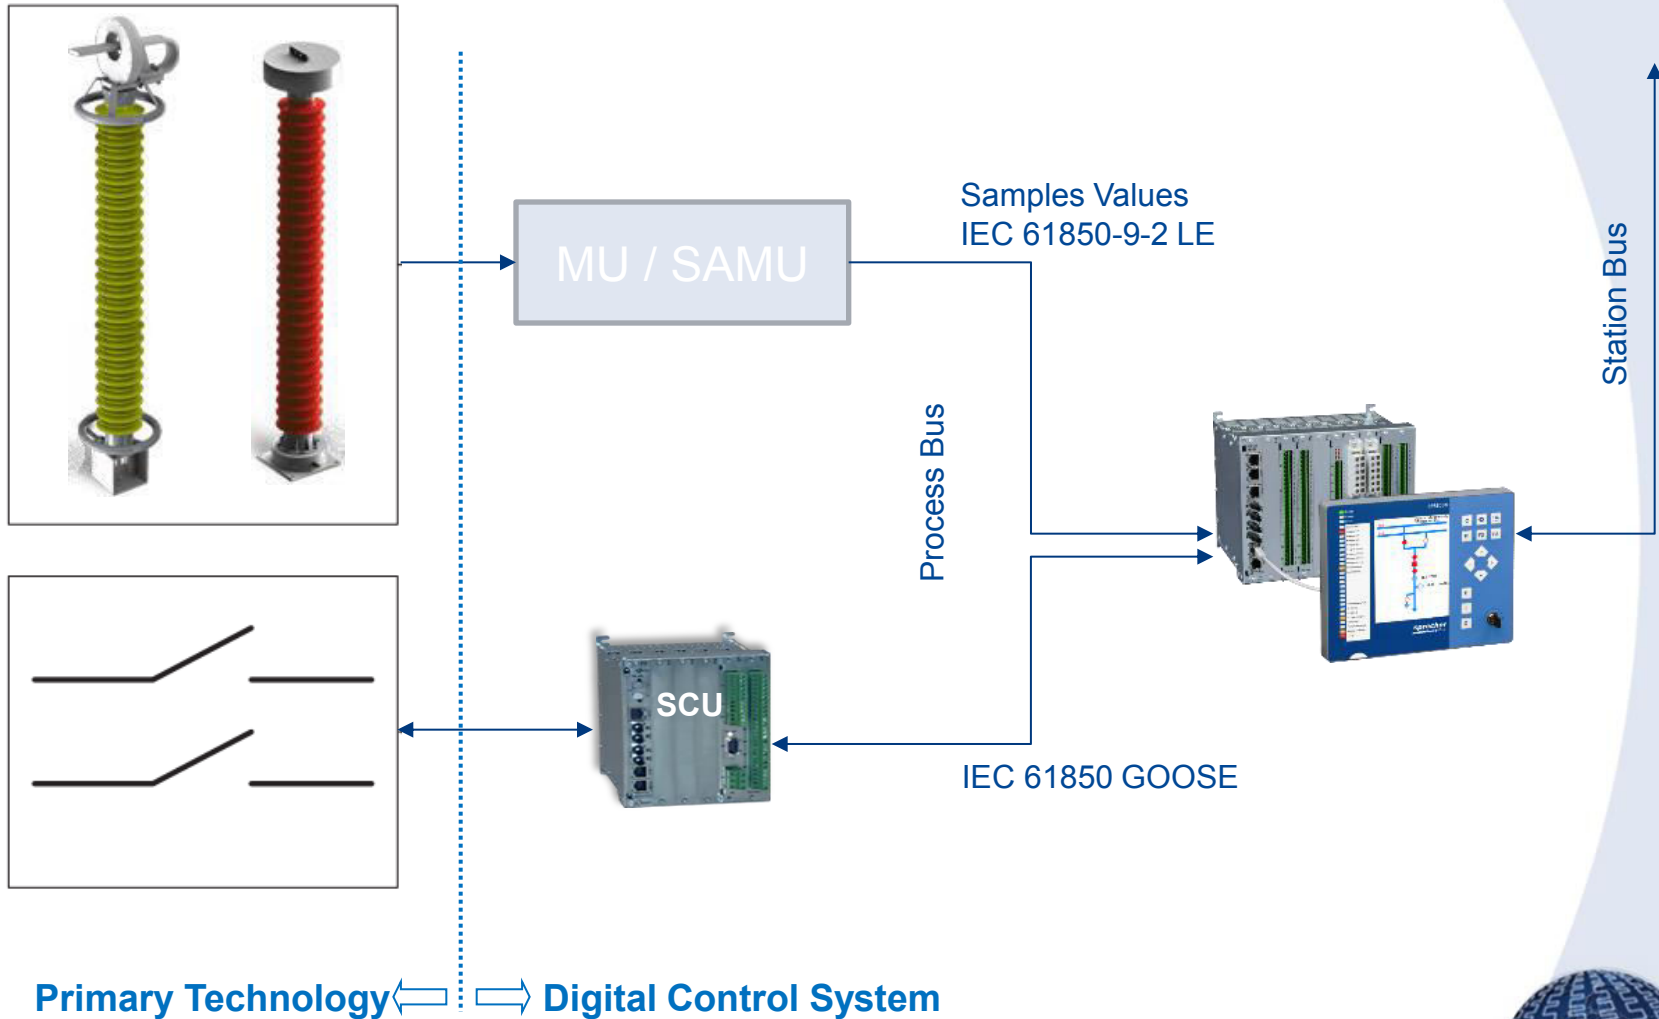 Samples Values
IEC 61850-9-2 LE
MU / SAMU
Station Bus
Process Bus
SCU
sprecher
IEC 61850 GOOSE
Primary Technology
Digital Control System